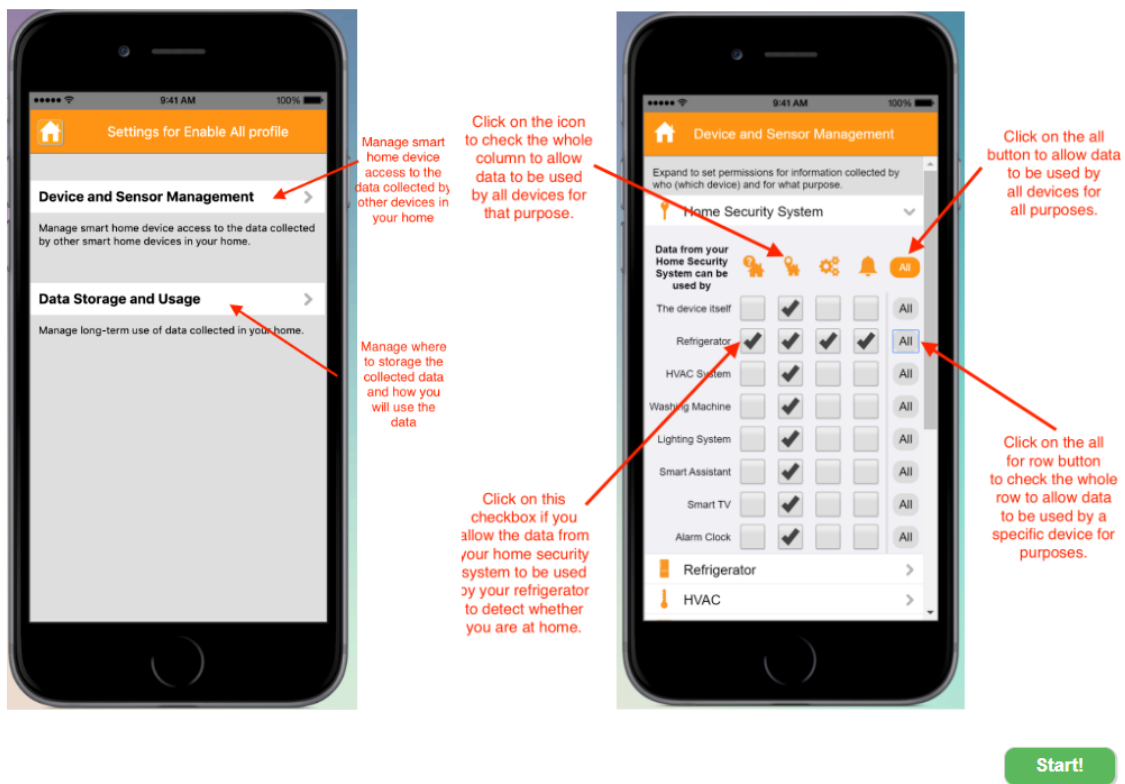 9:41 AM
100%
Settings for Enable All profile
Device and Sensor Management
Manage smart home device access to the data collected
by other smart home devices in your home.
Data Storage and Usage
Manage long-term use of data collected in your home.
Manage smart
home device
access to the
data collected by
other devices in
your home
Manage where
to storage the
collected data
and how you
will use the
data
Click on the icon
to check the whole
column to allow
data to be used
by all devices for
that purpose.
Click on this
checkbox if you
allow the data from
your home security
system to be used
by your refrigerator
to detect whether
you are at home.
9:41 AM
100%
Device and Sensor Management
Expand to set permissions for information collected by
who (which device) and for what purpose.
Home Security System
Data from your
Home Security
System can be
used by
All
The device itself
All
Refrigerator
All
HVAC System
All
Washing Machine
All
Lighting System
All
Smart Assistant
All
Smart TV
All
Alarm Clock
All
Refrigerator
HVAC
Click on the all
button to allow data
to be used by
all devices for
all purposes.
Click on the all
for row button
to check the whole
row to allow data
to be used by a
specific device for
purposes.
Start!